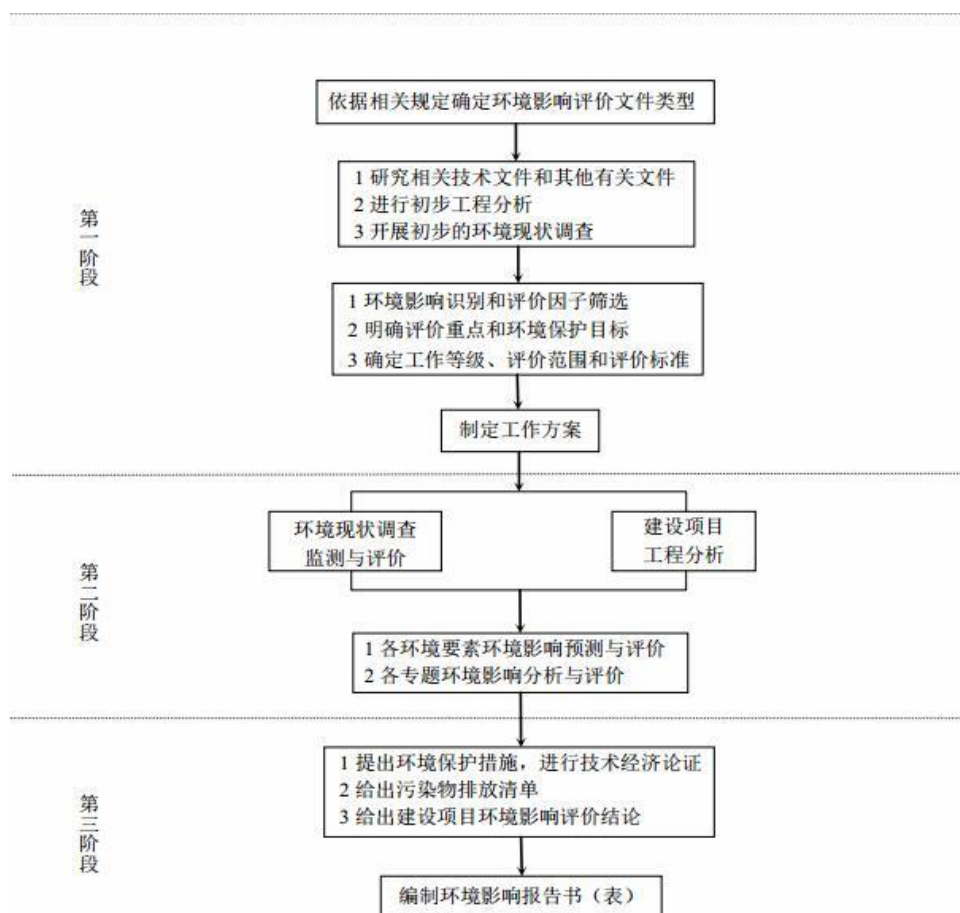 依据相关规定确定环境影响评价文件类型
1 研究相关技术文件和其他有关文件
2 进行初步工程分析
3 开展初步的环境现状调查
第一阶段
1 环境影响识别和评价因子筛选
2 明确评价重点和环境保护目标
3 确定工作等级、评价范围和评价标准
制定工作方案
环境现状调查
监测与评价
建设项目
工程分析
第二阶段
1 各环境要素环境影响预测与评价
2 各专题环境影响分析与评价
1 提出环境保护措施，进行技术经济论证
2 给出污染物排放清单
3 给出建设项目环境影响评价结论
第三阶段
编制环境影响报告书（表）